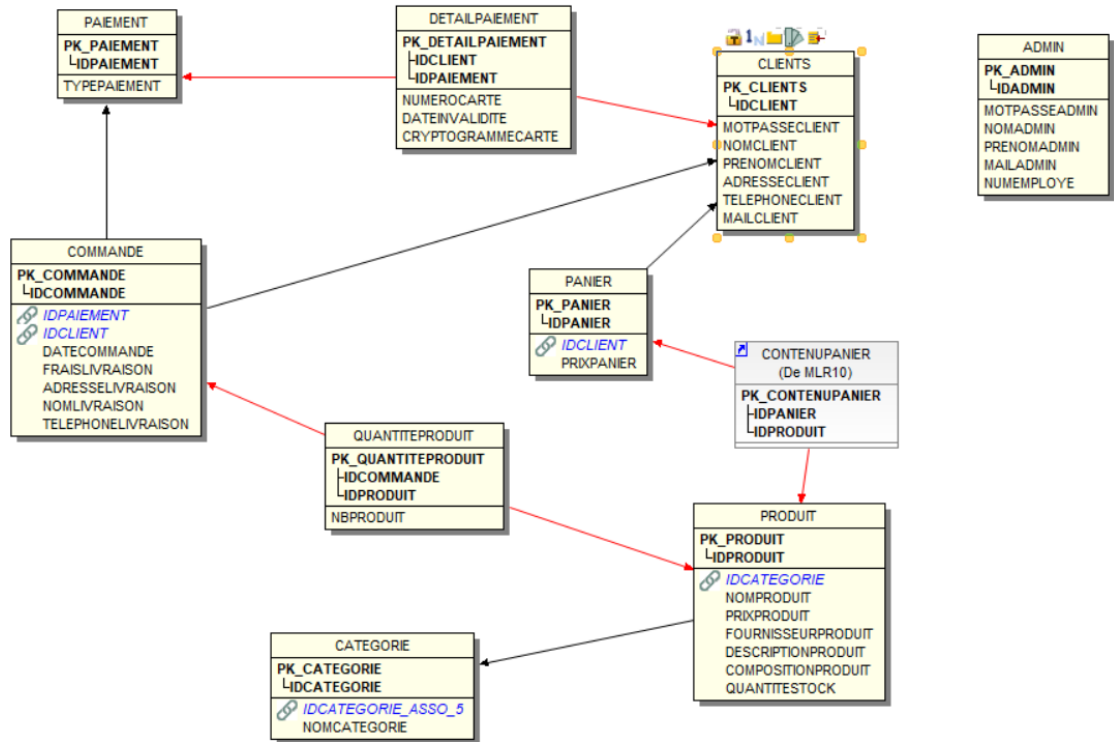 PAIEMENT
PK_PAIEMENT
IDPAIEMENT
TYPEPAIEMENT
DETAILPAIEMENT
PK_DETAILPAIEMENT
IDCLIENT
IDPAIEMENT
NUMEROCARTE
DATEINVALIDITE
CRYPTOGRAMMECARTE
1N
CLIENTS
PK_CLIENTS
IDCLIENT
MOTPASSECLIENT
NOMCLIENT
PRENOMCLIENT
ADRESSECLIENT
TELEPHONECLIENT
MAILCLIENT
ADMIN
PK_ADMIN
IDADMIN
MOTPASSEADMIN
NOMADMIN
PRENOMADMIN
MAILADMIN
NUMEMPLOYE
COMMANDE
PK_COMMANDE
IDCOMMANDE
IDPAIEMENT
IDCLIENT
DATECOMMANDE
FRAISLIVRAISON
ADRESSELIVRAISON
NOMLIVRAISON
TELEPHONELIVRAISON
PANIER
PK_PANIER
IDPANIER
IDCLIENT
PRIXPANIER
CONTENUPANIER
(De MLR10)
PK_CONTENUPANIER
IDPANIER
IDPRODUIT
QUANTITEPRODUIT
PK_QUANTITEPRODUIT
IDCOMMANDE
IDPRODUIT
NBPRODUIT
PRODUIT
PK_PRODUIT
IDPRODUIT
IDCATEGORIE
NOMPRODUIT
PRIXPRODUIT
FOURNISSEURPRODUIT
DESCRIPTIONPRODUIT
COMPOSITIONPRODUIT
QUANTITESTOCK
CATEGORIE
PK_CATEGORIE
IDCATEGORIE
IDCATEGORIE_ASSO_5
NOMCATEGORIE